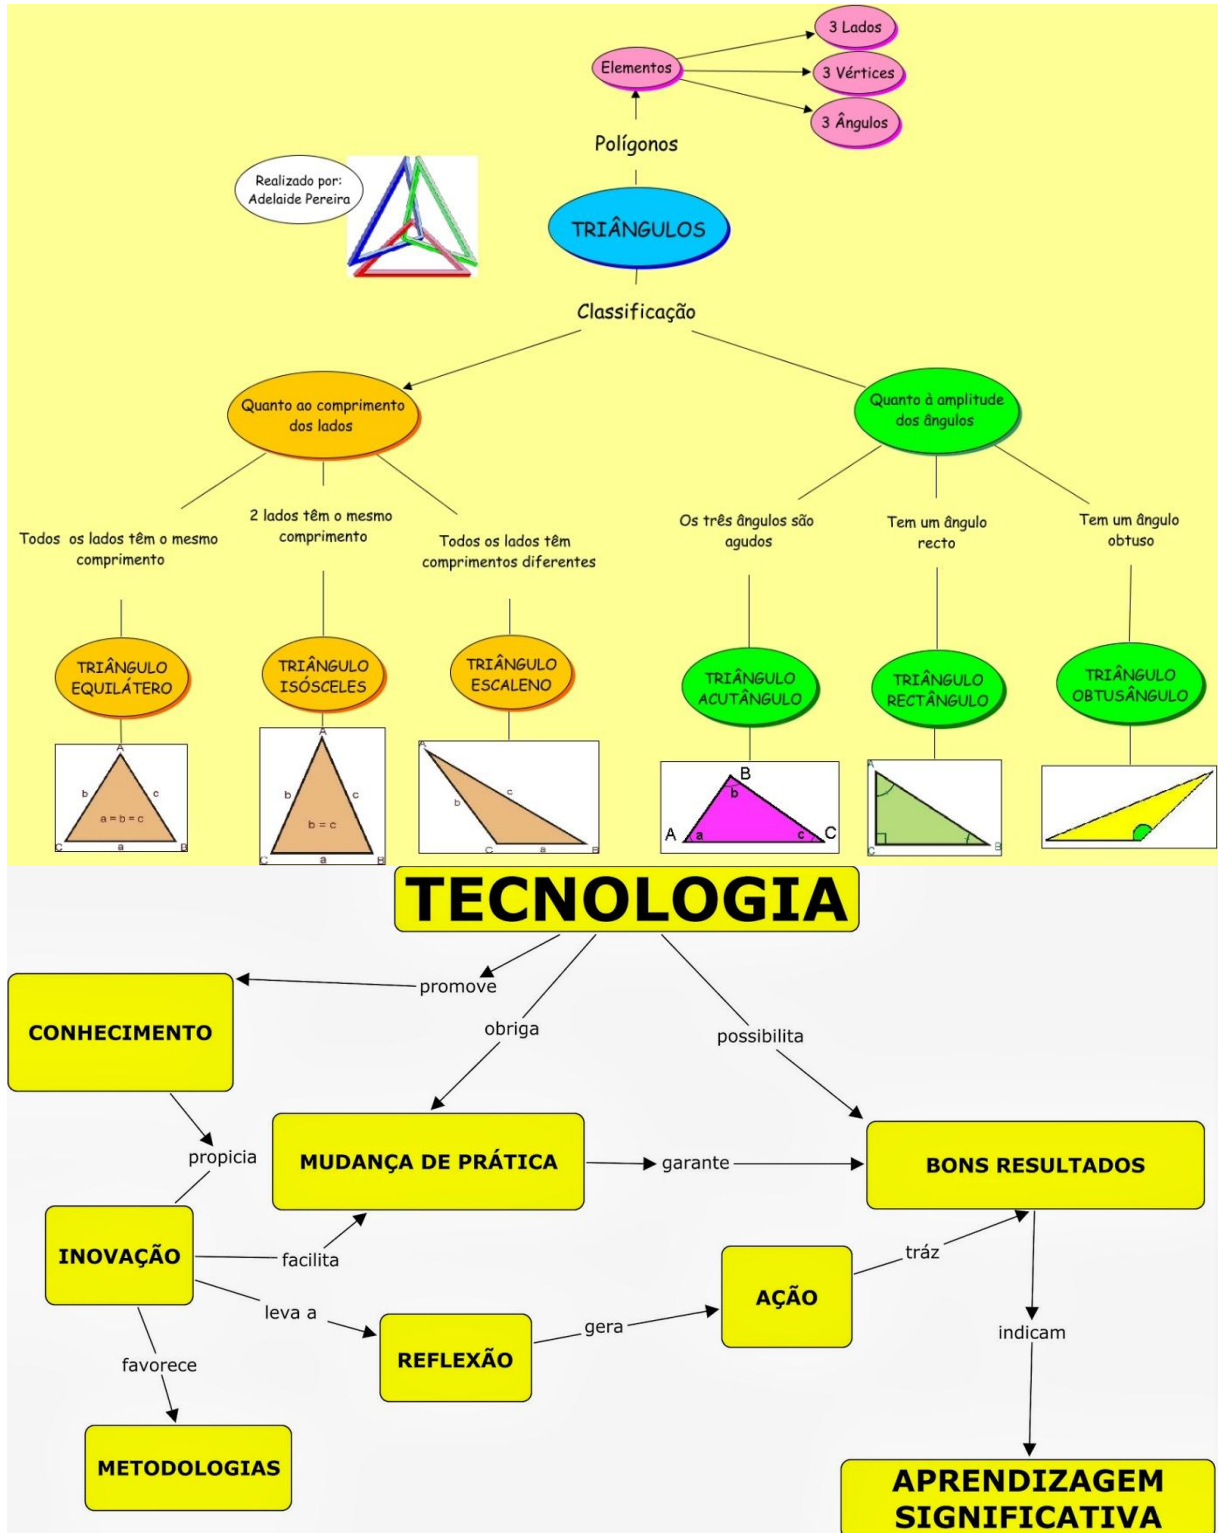 3 Lados
Elementos
3 Vértices
3 Ângulos
Polígonos
Realizado por:
Adelaide Pereira
TRIÂNGULOS
Classificação
Quanto ao comprimento
dos lados
Quanto à amplitude
dos ângulos
Todos os lados têm o mesmo
comprimento
2 lados têm o mesmo
comprimento
Todos os lados têm
comprimentos diferentes
Os três ângulos são
agudos
Tem um ângulo
recto
Tem um ângulo
obtuso
TRIÂNGULO
EQUILÁTERO
TRIÂNGULO
ISÓSCELES
TRIÂNGULO
ESCALENO
TRIÂNGULO
ACUTÂNGULO
TRIÂNGULO
RECTÂNGULO
TRIÂNGULO
OBTUSÂNGULO
A
b c
a = b = c
C a B
A
b c
b = c
C a B
A
b c
C a B
B
b
A a c C
A
C B
TECNOLOGIA
promove
CONHECIMENTO
obriga
possibilita
propicia
MUDANÇA DE PRÁTICA
garante
BONS RESULTADOS
INOVAÇÃO
facilita
tráz
AÇÃO
leva a
gera
indicam
REFLEXÃO
favorece
METODOLOGIAS
APRENDIZAGEM
SIGNIFICATIVA